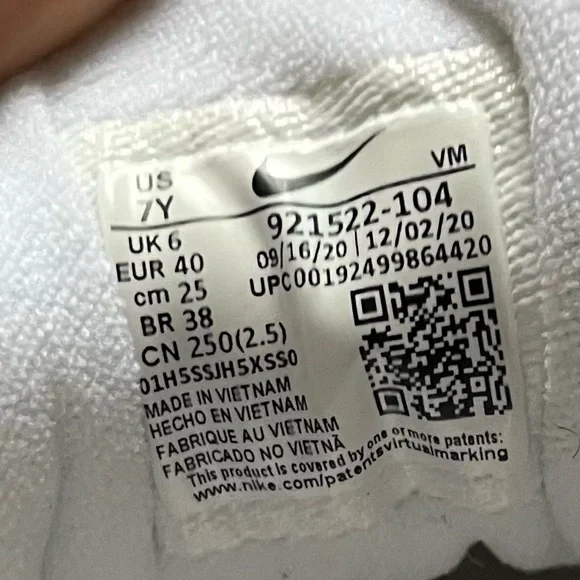 US
7Y
VM
UK 6
EUR 40
cm 25
BR 38
CN 250(2.5)
01H5SSJH5XSS0
921522-104
09/16/20 | 12/02/20
UPC00192499864420
MADE IN VIETNAM
HECHO EN VIETNAM
FABRIQUE AU VIETNAM
FABRICADO NO VIETNÃ
This product is covered by one or more patents:
www.nike.com/patentsvirtualmarking